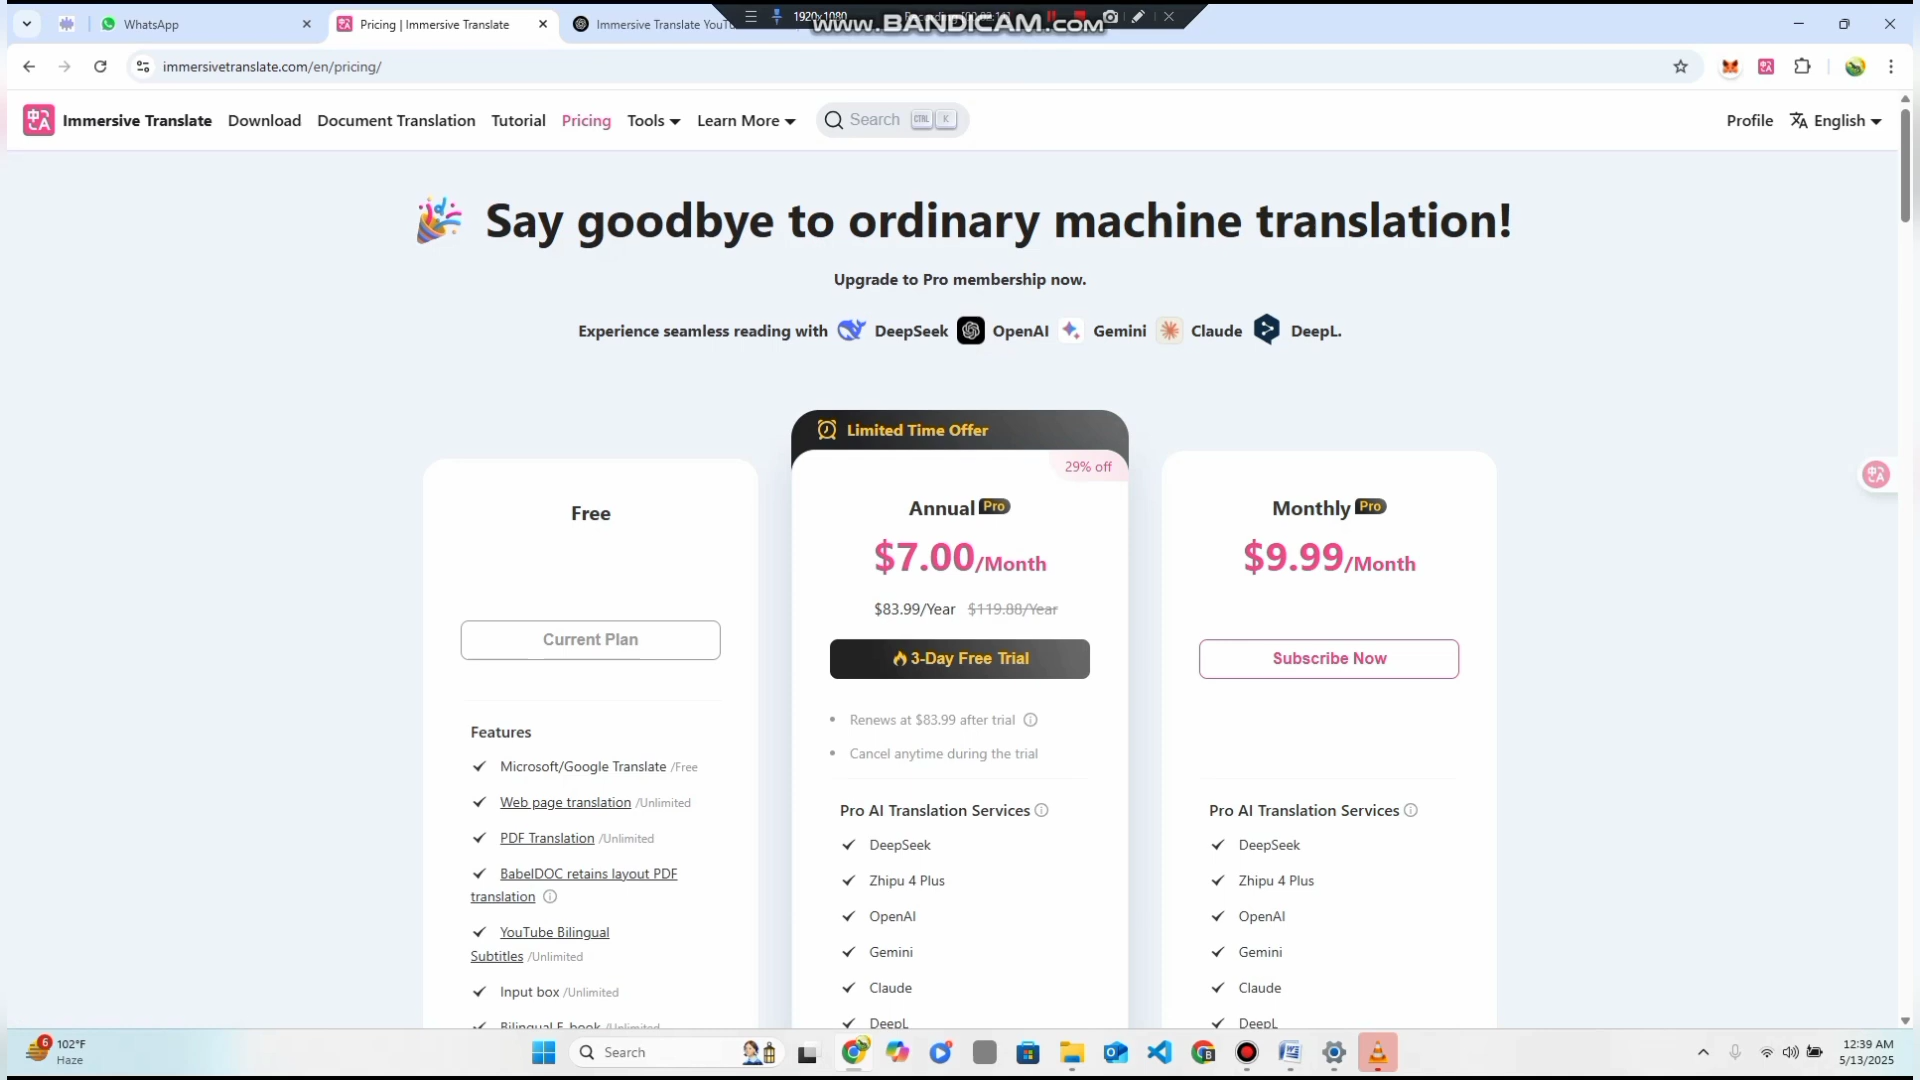 WhatsApp
Pricing | Immersive Translate
Immersive Translate YouTu
1920x1080
www.BANDICAM.com
immersivetranslate.com/en/pricing/
Immersive Translate
Download
Document Translation
Tutorial
Pricing
Tools
Learn More
Search
CTRL K
Profile
English
Say goodbye to ordinary machine translation!
Upgrade to Pro membership now.
Experience seamless reading with DeepSeek OpenAI Gemini Claude DeepL.
Limited Time Offer
29% off
Free
Current Plan
Features
Microsoft/Google Translate /Free
Web page translation /Unlimited
PDF Translation /Unlimited
BabelDOC retains layout PDF
translation
YouTube Bilingual
Subtitles /Unlimited
Input box /Unlimited
Bilingual E-book /Unlimited
Annual Pro
$7.00/Month
$83.99/Year $119.88/Year
3-Day Free Trial
Renews at $83.99 after trial
Cancel anytime during the trial
Pro AI Translation Services
DeepSeek
Zhipu 4 Plus
OpenAI
Gemini
Claude
DeepL
Monthly Pro
$9.99/Month
Subscribe Now
Pro AI Translation Services
DeepSeek
Zhipu 4 Plus
OpenAI
Gemini
Claude
DeepL
6
102°F
Haze
Search
12:39 AM
5/13/2025